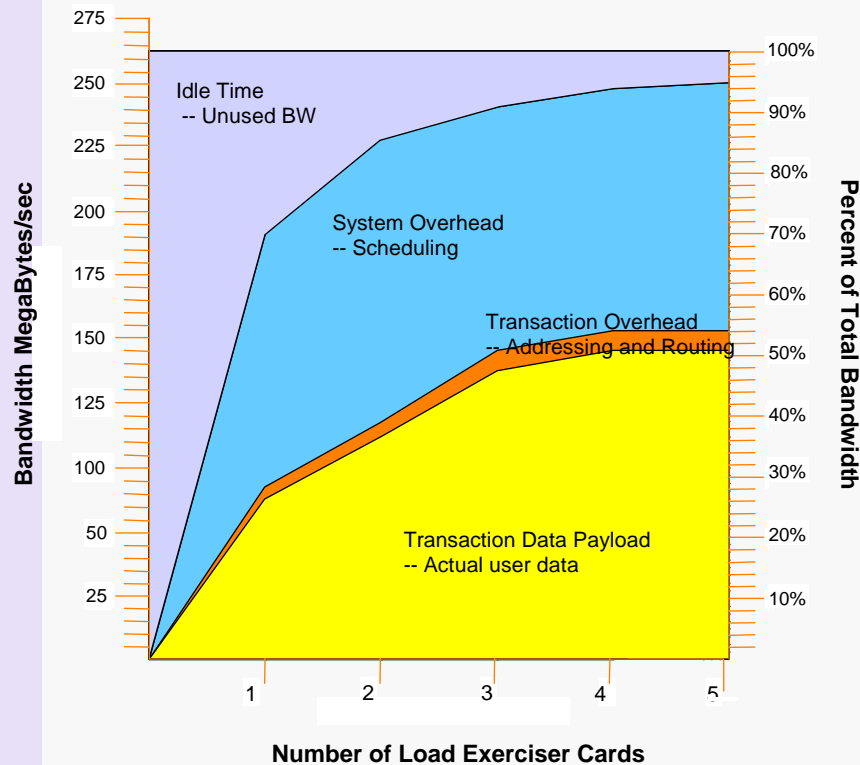 275
250
225
200
175
150
125
100
50
25
Bandwidth MegaBytes/sec
Idle Time
-- Unused BW
System Overhead
-- Scheduling
Transaction Overhead
-- Addressing and Routing
Transaction Data Payload
-- Actual user data
100%
90%
80%
70%
60%
50%
40%
30%
20%
10%
Percent of Total Bandwidth
1
2
3
4
5
Number of Load Exerciser Cards